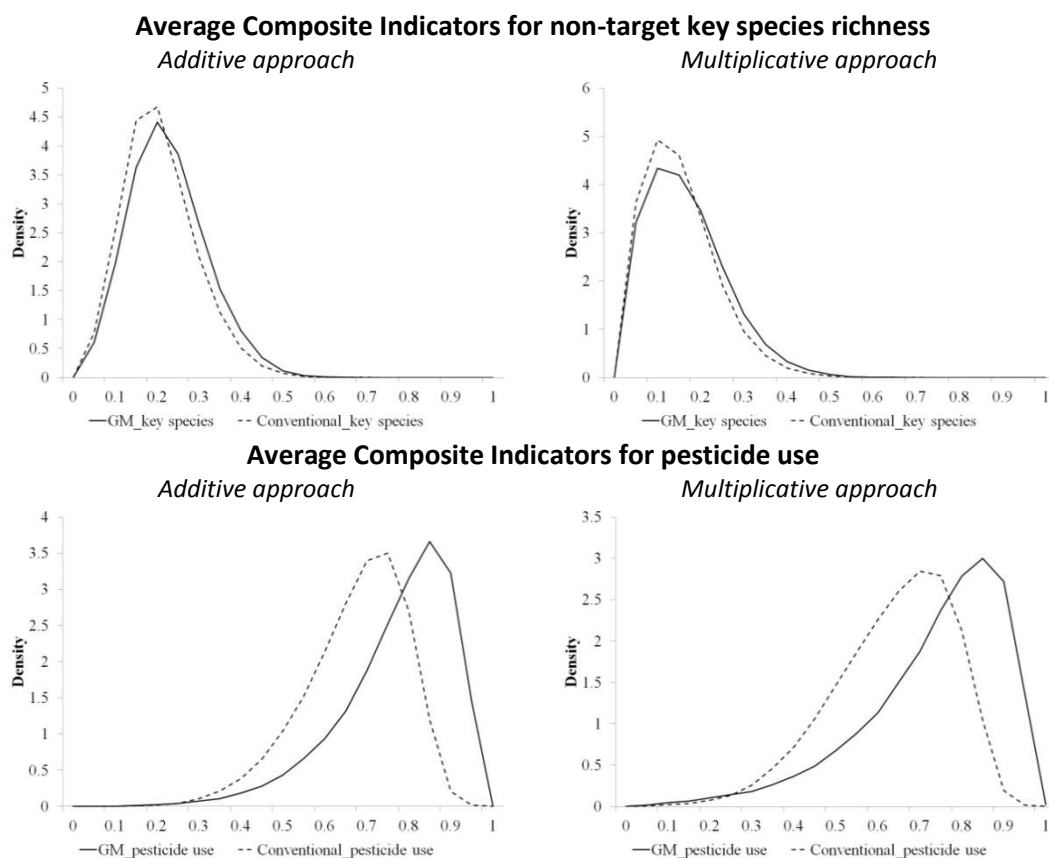 Average Composite Indicators for non-target key species richness
Additive approach
Multiplicative approach
Density
5
4.5
4
3.5
3
2.5
2
1.5
1
0.5
0
0 0.1 0.2 0.3 0.4 0.5 0.6 0.7 0.8 0.9 1
GM_key species Conventional_key species
Density
6
5
4
3
2
1
0
0 0.1 0.2 0.3 0.4 0.5 0.6 0.7 0.8 0.9 1
GM_key species Conventional_key species
Average Composite Indicators for pesticide use
Additive approach
Multiplicative approach
Density
4
3.5
3
2.5
2
1.5
1
0.5
0
0 0.1 0.2 0.3 0.4 0.5 0.6 0.7 0.8 0.9 1
GM_pesticide use Conventional_pesticide use
Density
3.5
3
2.5
2
1.5
1
0.5
0
0 0.1 0.2 0.3 0.4 0.5 0.6 0.7 0.8 0.9 1
GM_pesticide use Conventional_pesticide use